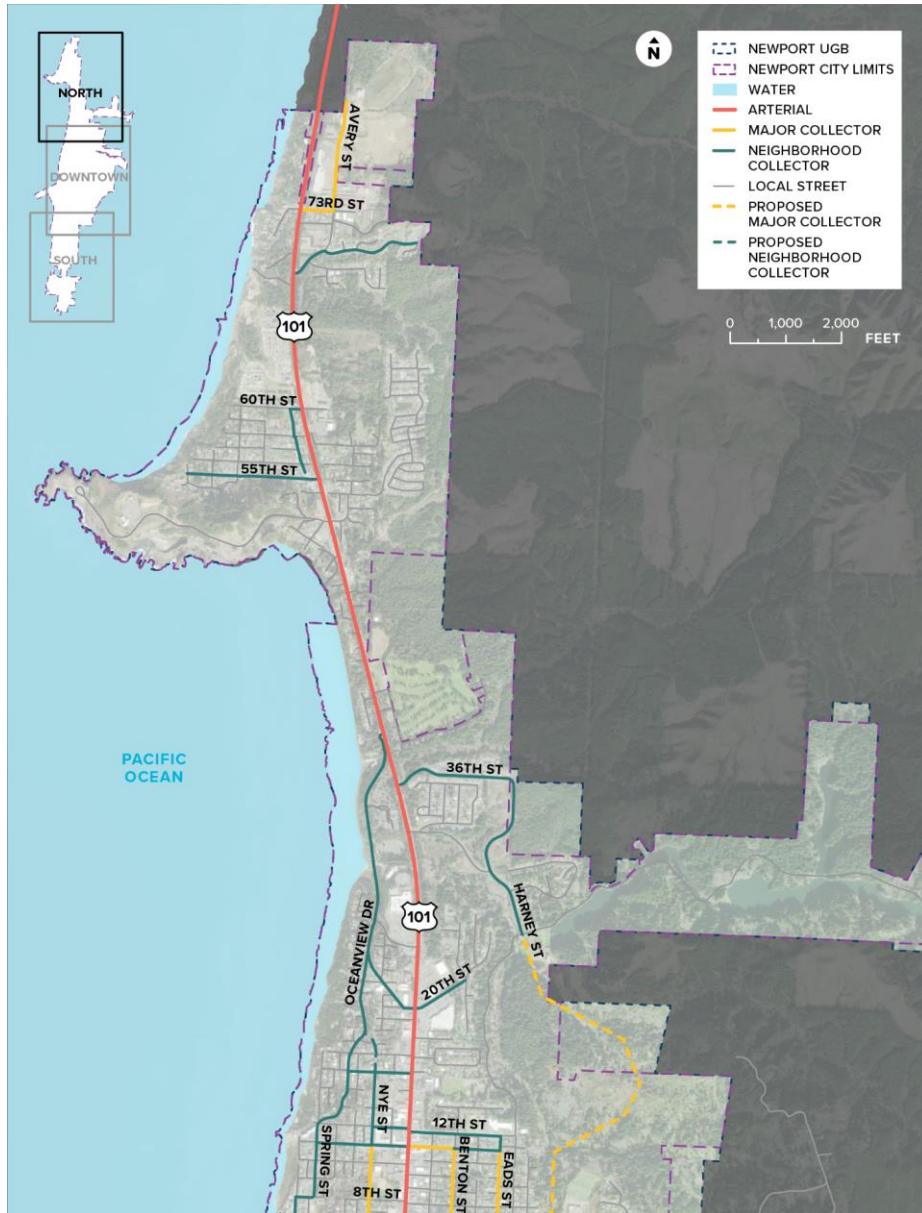 NORTH
DOWNTOWN
SOUTH
N
NEWPORT UGB
NEWPORT CITY LIMITS
WATER
ARTERIAL
MAJOR COLLECTOR
NEIGHBORHOOD
COLLECTOR
LOCAL STREET
PROPOSED
MAJOR COLLECTOR
PROPOSED
NEIGHBORHOOD
COLLECTOR
0 1,000 2,000
FEET
AVERY ST
73RD ST
101
60TH ST
55TH ST
PACIFIC
OCEAN
36TH ST
HARNEY ST
101
OCEANVIEW DR
20TH ST
NYE ST
12TH ST
SPRING ST
BENTON ST
EADS ST
8TH ST